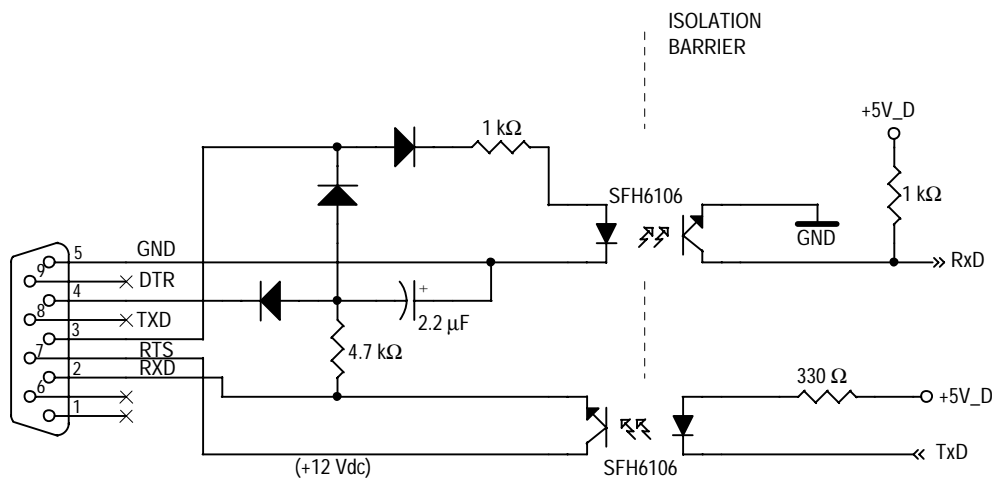 ISOLATION
BARRIER
+5V_D
1 kΩ
1 kΩ
SFH6106
GND
RxD
5
GND
9
DTR
4
8
TXD
3
+
2.2 μF
7
RTS
4.7 kΩ
2
RXD
6
1
330 Ω
+5V_D
TxD
(+12 Vdc)
SFH6106